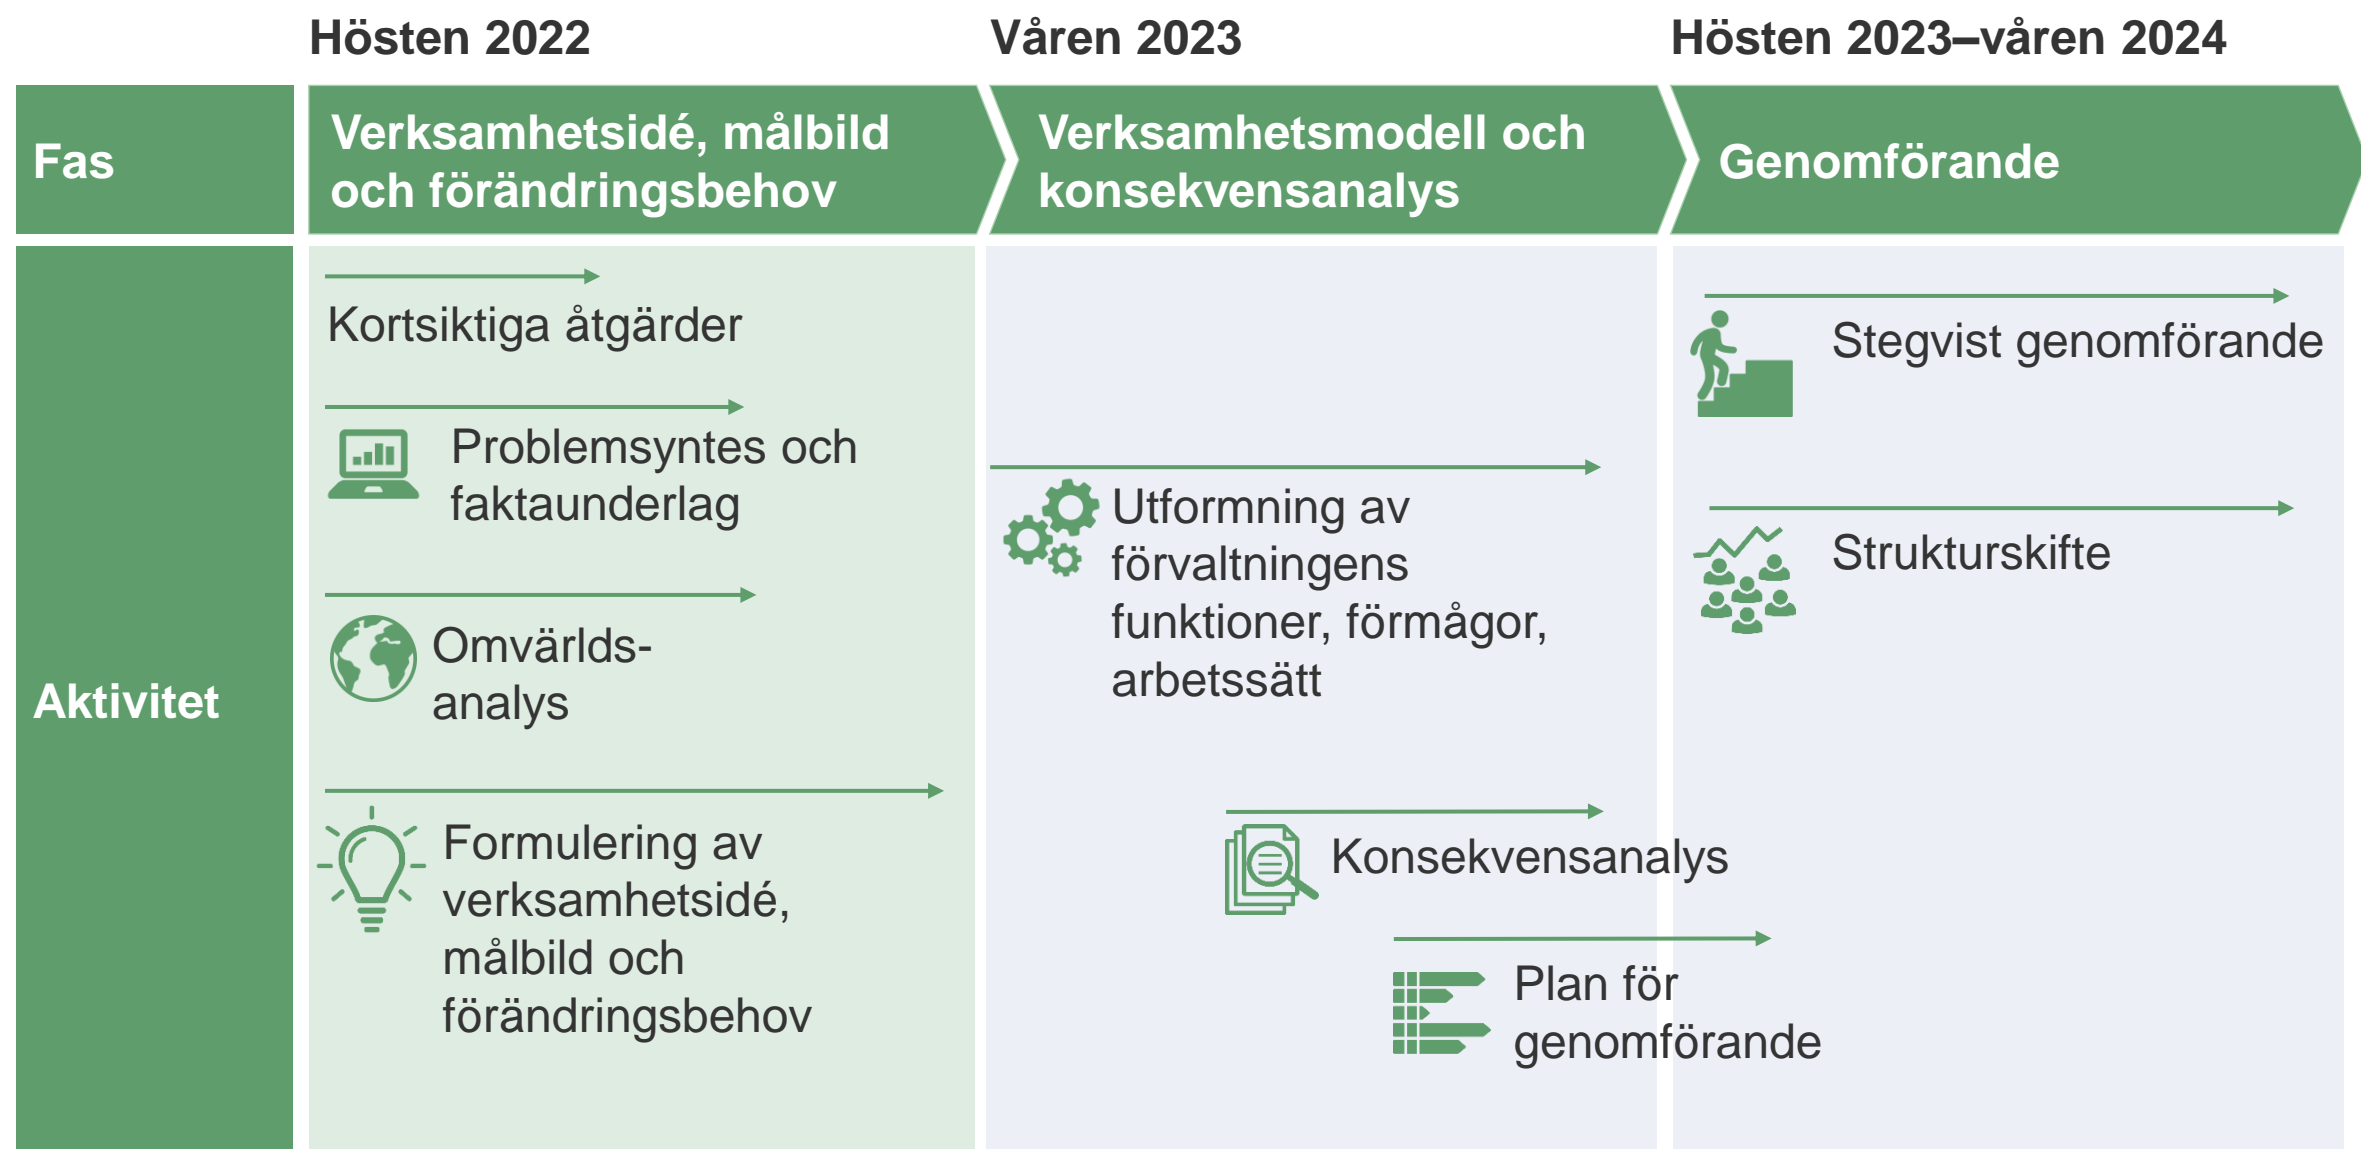 Hösten 2022
Våren 2023
Hösten 2023–våren 2024
Fas
Verksamhetsidé, målbild
och förändringsbehov
Verksamhetsmodell och
konsekvensanalys
Genomförande
Aktivitet
Kortsiktiga åtgärder
Problemsyntes och
faktaunderlag
Omvärlds-
analys
Formulering av
verksamhetsidé,
målbild och
förändringsbehov
Utformning av
förvaltningens
funktioner, förmågor,
arbetssätt
Konsekvensanalys
Plan för
genomförande
Stegvist genomförande
Strukturskifte